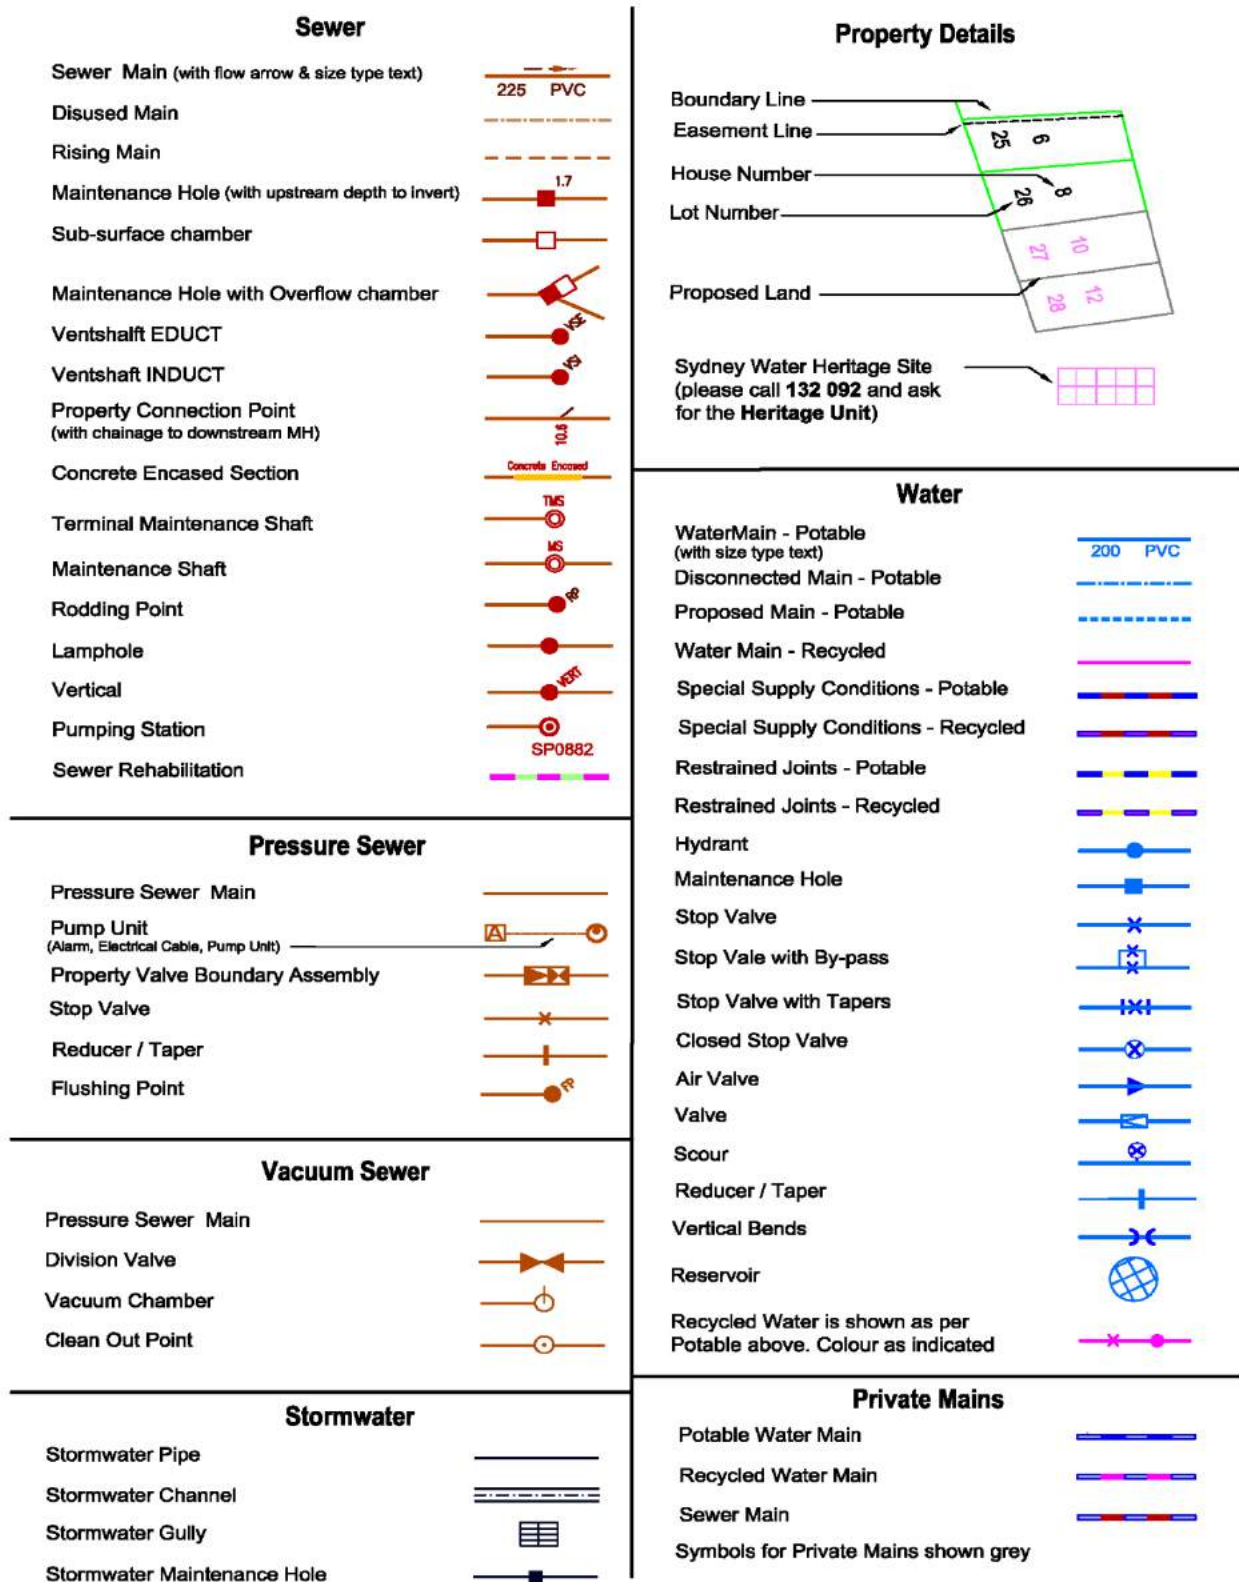 Sewer
Sewer Main (with flow arrow & size type text)
225 PVC
Disused Main
Rising Main
Maintenance Hole (with upstream depth to invert)
1.7
Sub-surface chamber
Maintenance Hole with Overflow chamber
Ventshalft EDUCT
VSE
Ventshaft INDUCT
VSI
Property Connection Point
(with chainage to downstream MH)
10.6
Concrete Encased Section
Concrete Encased
Terminal Maintenance Shaft
TMS
Maintenance Shaft
MS
Rodding Point
RP
Lamphole
Vertical
VERT
Pumping Station
SP0882
Sewer Rehabilitation
Pressure Sewer
Pressure Sewer Main
Pump Unit
(Alarm, Electrical Cable, Pump Unit)
A
Property Valve Boundary Assembly
Stop Valve
Reducer / Taper
Flushing Point
FP
Vacuum Sewer
Pressure Sewer Main
Division Valve
Vacuum Chamber
Clean Out Point
Stormwater
Stormwater Pipe
Stormwater Channel
Stormwater Gully
Stormwater Maintenance Hole
Property Details
Boundary Line
Easement Line
25 6
House Number
8
Lot Number
26
27 10
Proposed Land
28 12
Sydney Water Heritage Site
(please call 132 092 and ask
for the Heritage Unit)
Water
WaterMain - Potable
(with size type text)
200 PVC
Disconnected Main - Potable
Proposed Main - Potable
Water Main - Recycled
Special Supply Conditions - Potable
Special Supply Conditions - Recycled
Restrained Joints - Potable
Restrained Joints - Recycled
Hydrant
Maintenance Hole
Stop Valve
Stop Vale with By-pass
Stop Valve with Tapers
Closed Stop Valve
Air Valve
Valve
Scour
Reducer / Taper
Vertical Bends
Reservoir
Recycled Water is shown as per
Potable above. Colour as indicated
Private Mains
Potable Water Main
Recycled Water Main
Sewer Main
Symbols for Private Mains shown grey